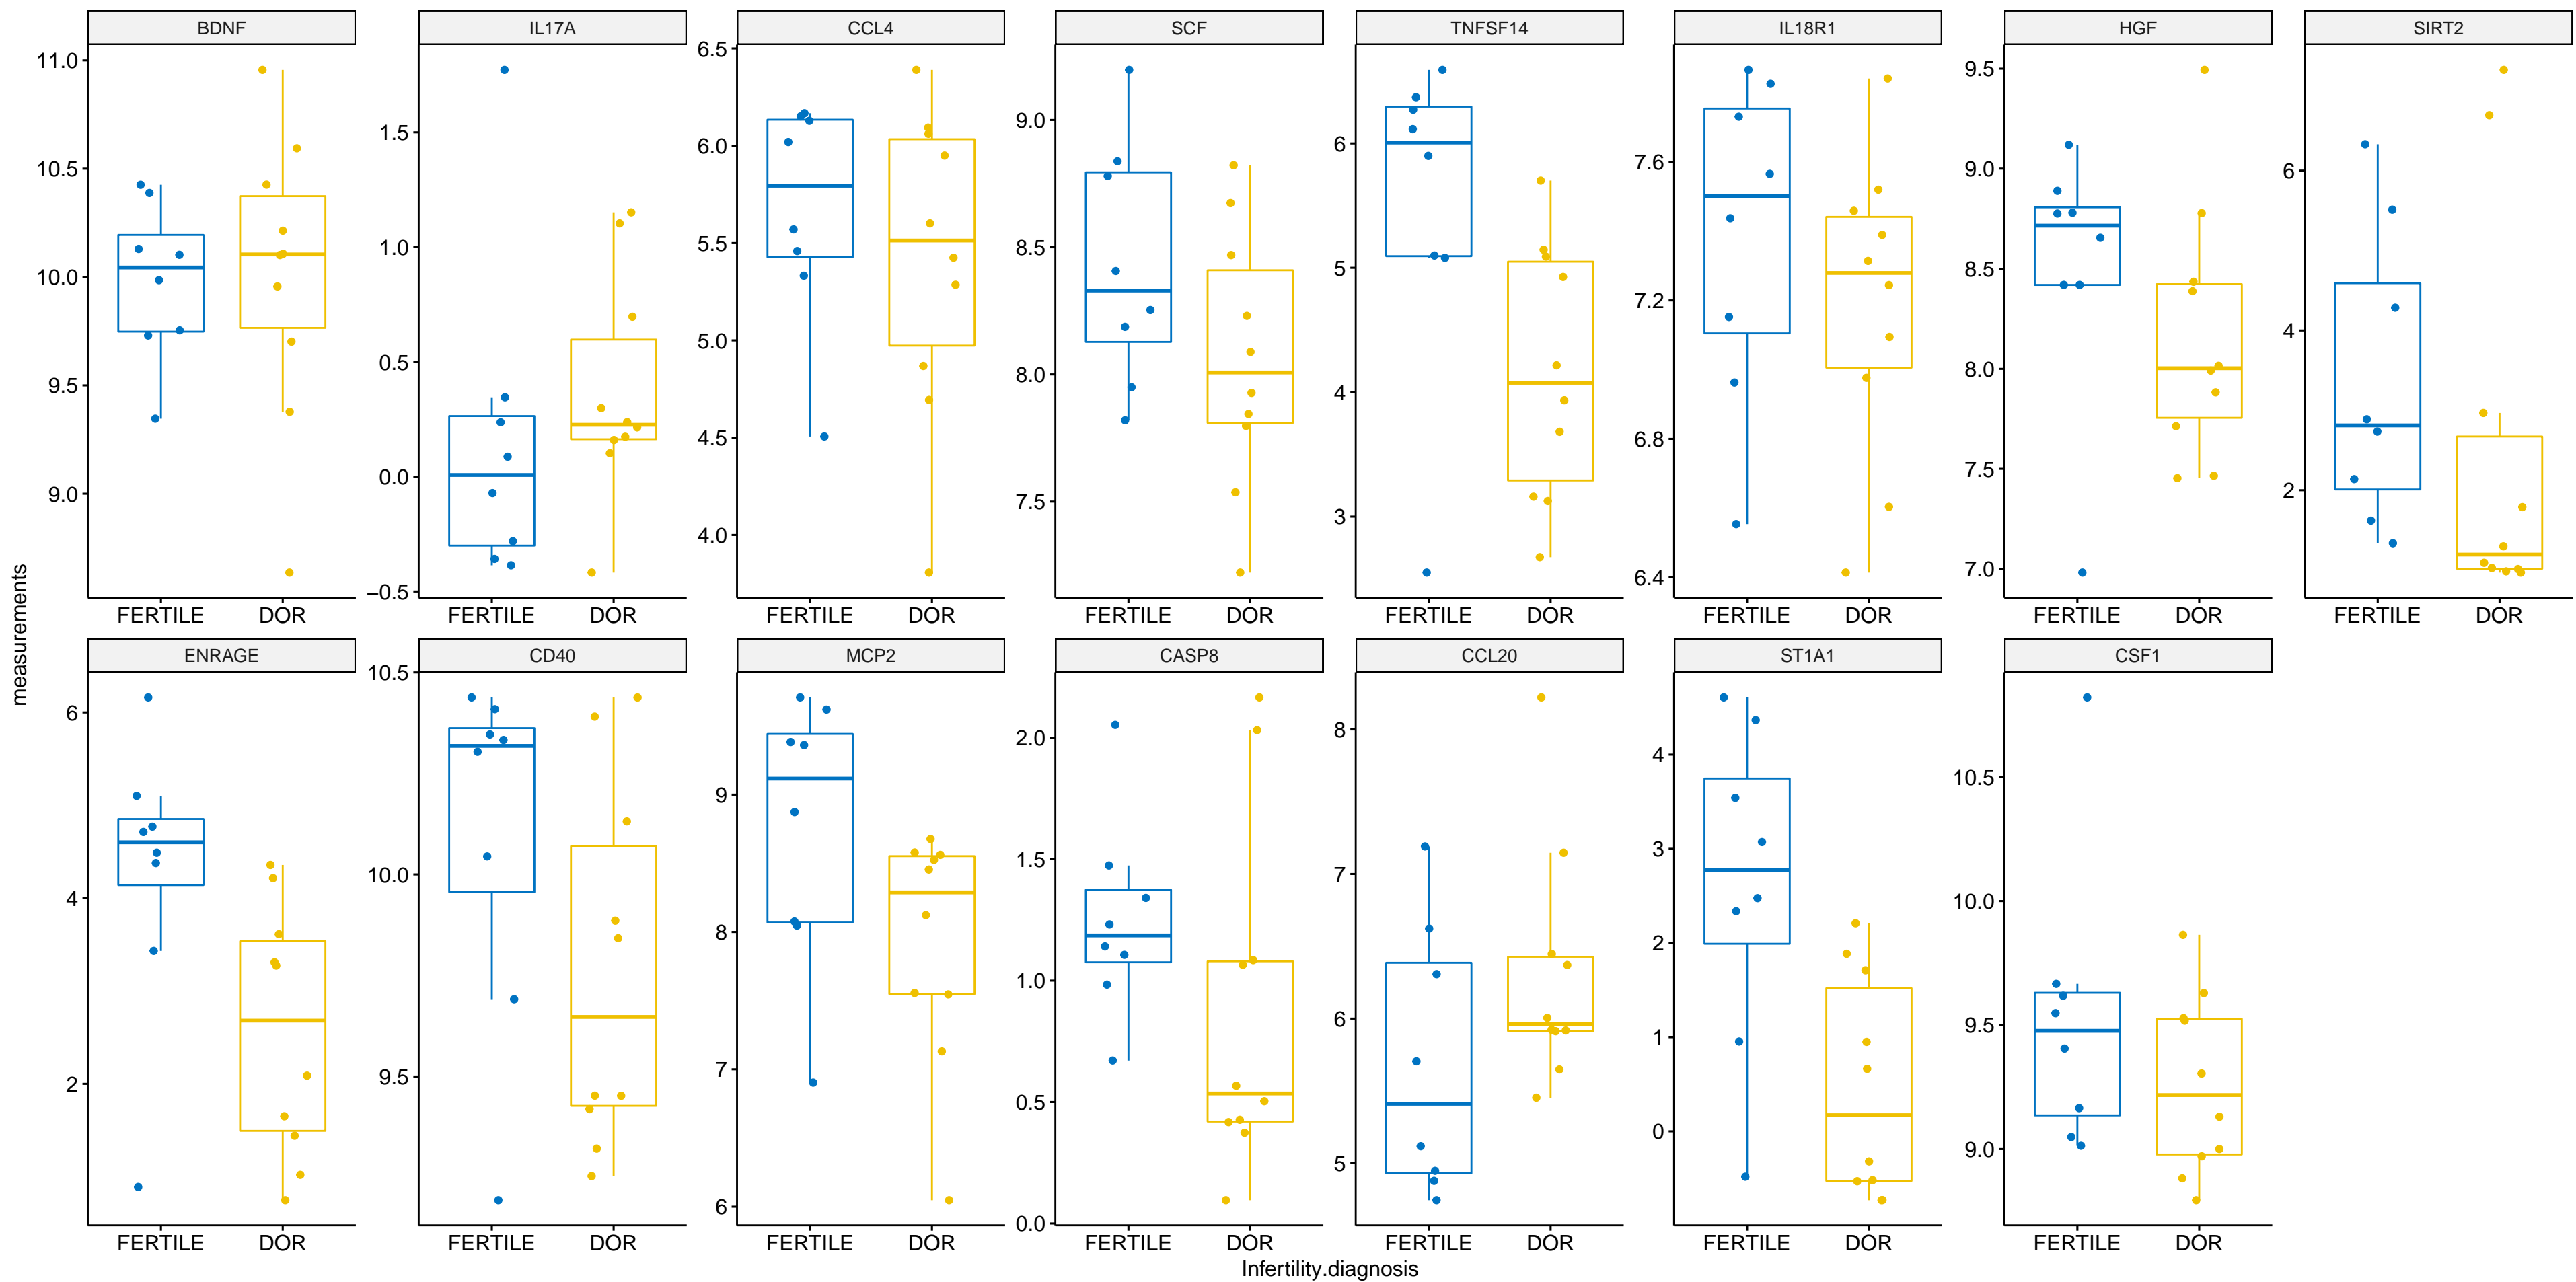 BDNF IL17A CCL4 SCF TNFSF14 IL18R1 HGF SIRT2
11.0 10.5 10.0 9.5 9.0
1.5 1.0 0.5 0.0 −0.5
6.5 6.0 5.5 5.0 4.5 4.0
9.0 8.5 8.0 7.5
6 5 4 3
7.6 7.2 6.8 6.4
9.5 9.0 8.5 8.0 7.5 7.0
6 4 2
FERTILE DOR FERTILE DOR FERTILE DOR FERTILE DOR FERTILE DOR FERTILE DOR FERTILE DOR FERTILE DOR
measurements
ENRAGE CD40 MCP2 CASP8 CCL20 ST1A1 CSF1
6 4 2
10.5 10.0 9.5
9 8 7 6
2.0 1.5 1.0 0.5 0.0
8 7 6 5
4 3 2 1 0
10.5 10.0 9.5 9.0
FERTILE DOR FERTILE DOR FERTILE DOR FERTILE DOR FERTILE DOR FERTILE DOR FERTILE DOR
Infertility.diagnosis